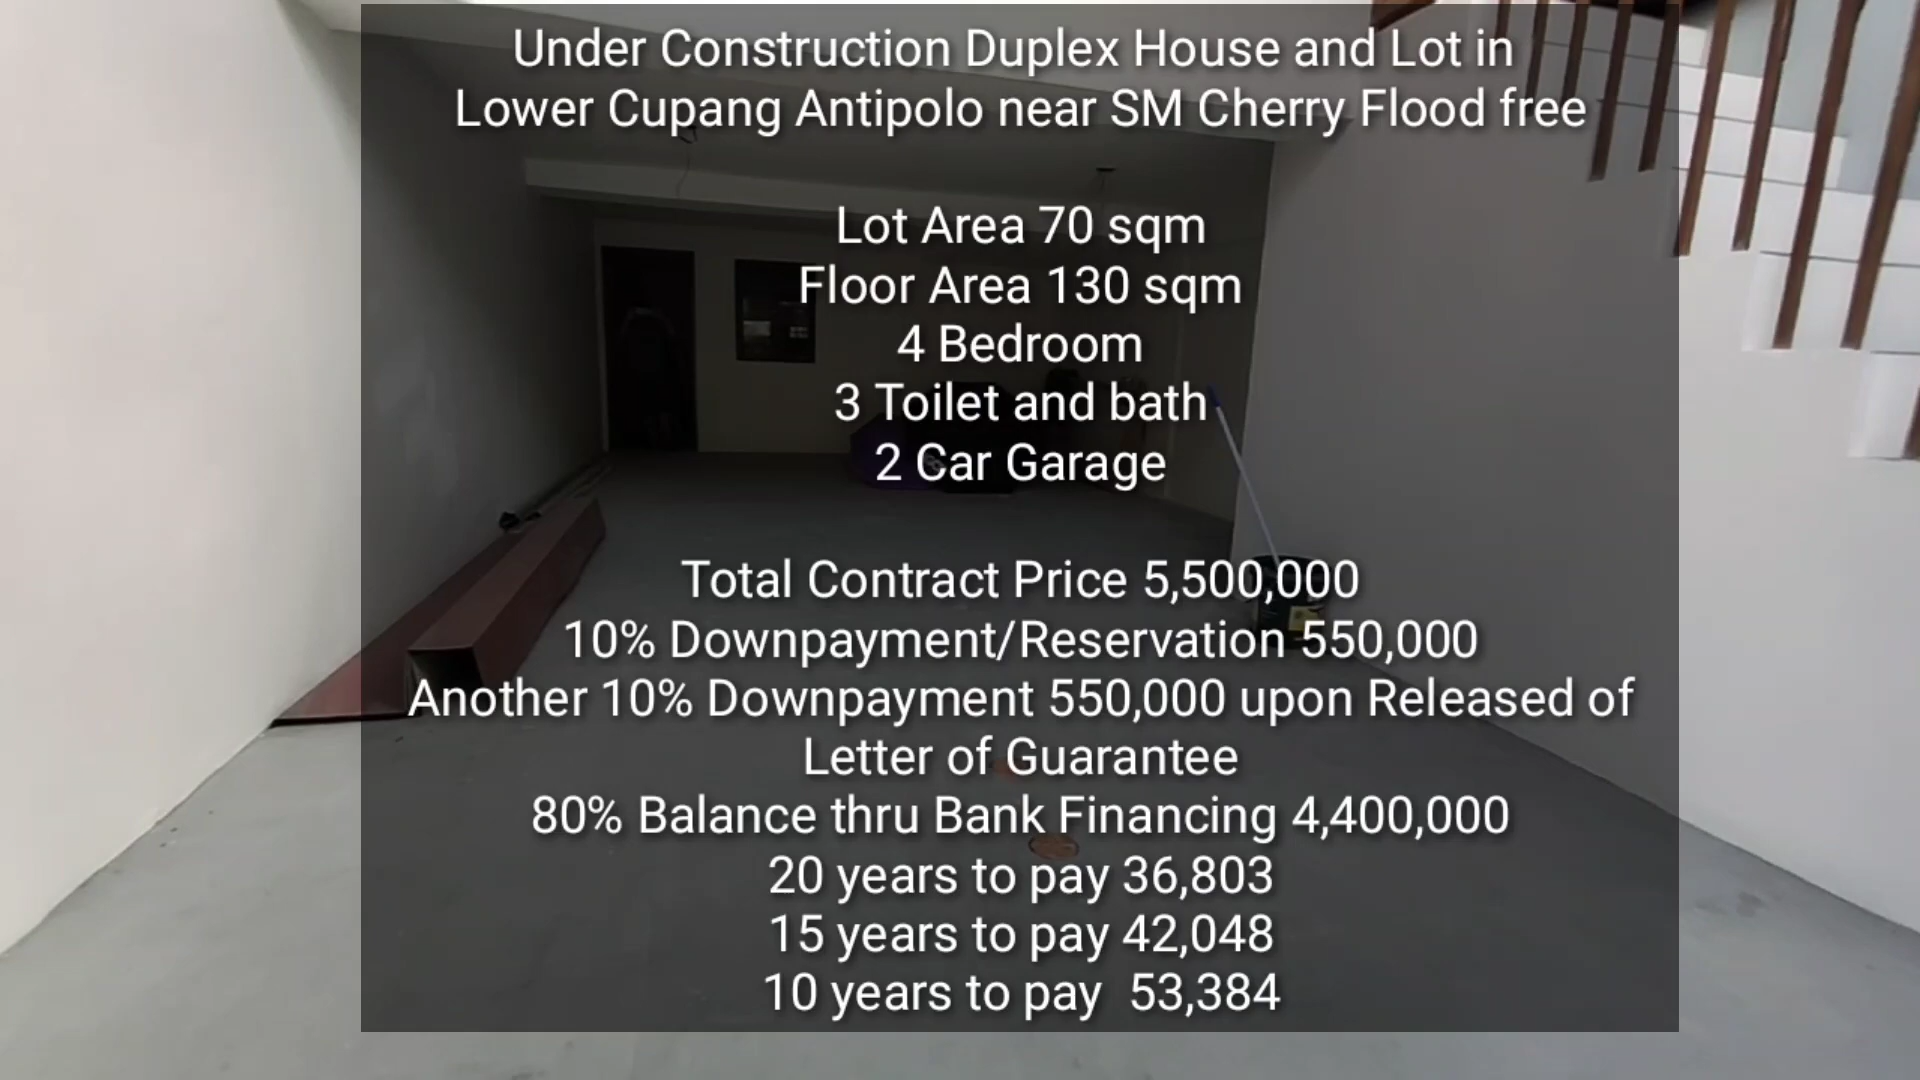 Under Construction Duplex House and Lot in
Lower Cupang Antipolo near SM Cherry Flood free
Lot Area 70 sqm
Floor Area 130 sqm
4 Bedroom
3 Toilet and bath
2 Car Garage
Total Contract Price 5,500,000
10% Downpayment/Reservation 550,000
Another 10% Downpayment 550,000 upon Released of
Letter of Guarantee
80% Balance thru Bank Financing 4,400,000
20 years to pay 36,803
15 years to pay 42,048
10 years to pay  53,384